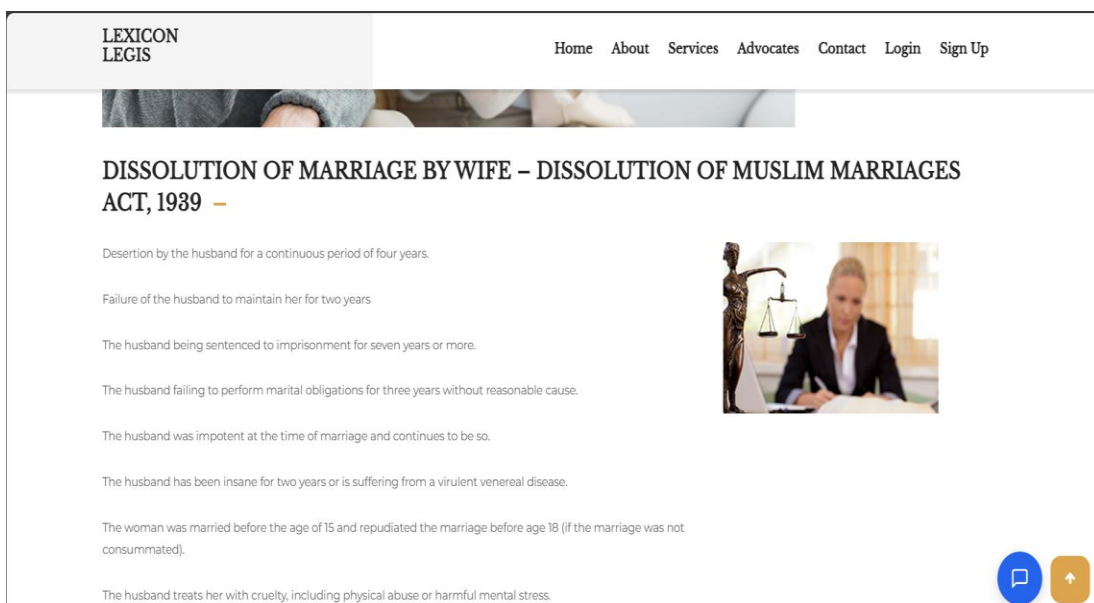 LEXICON
LEGIS
Home About Services Advocates Contact Login Sign Up
DISSOLUTION OF MARRIAGE BY WIFE – DISSOLUTION OF MUSLIM MARRIAGES
ACT, 1939 –
Desertion by the husband for a continuous period of four years.
Failure of the husband to maintain her for two years
The husband being sentenced to imprisonment for seven years or more.
The husband failing to perform marital obligations for three years without reasonable cause.
The husband was impotent at the time of marriage and continues to be so.
The husband has been insane for two years or is suffering from a virulent venereal disease.
The woman was married before the age of 15 and repudiated the marriage before age 18 (if the marriage was not
consummated).
The husband treats her with cruelty, including physical abuse or harmful mental stress.